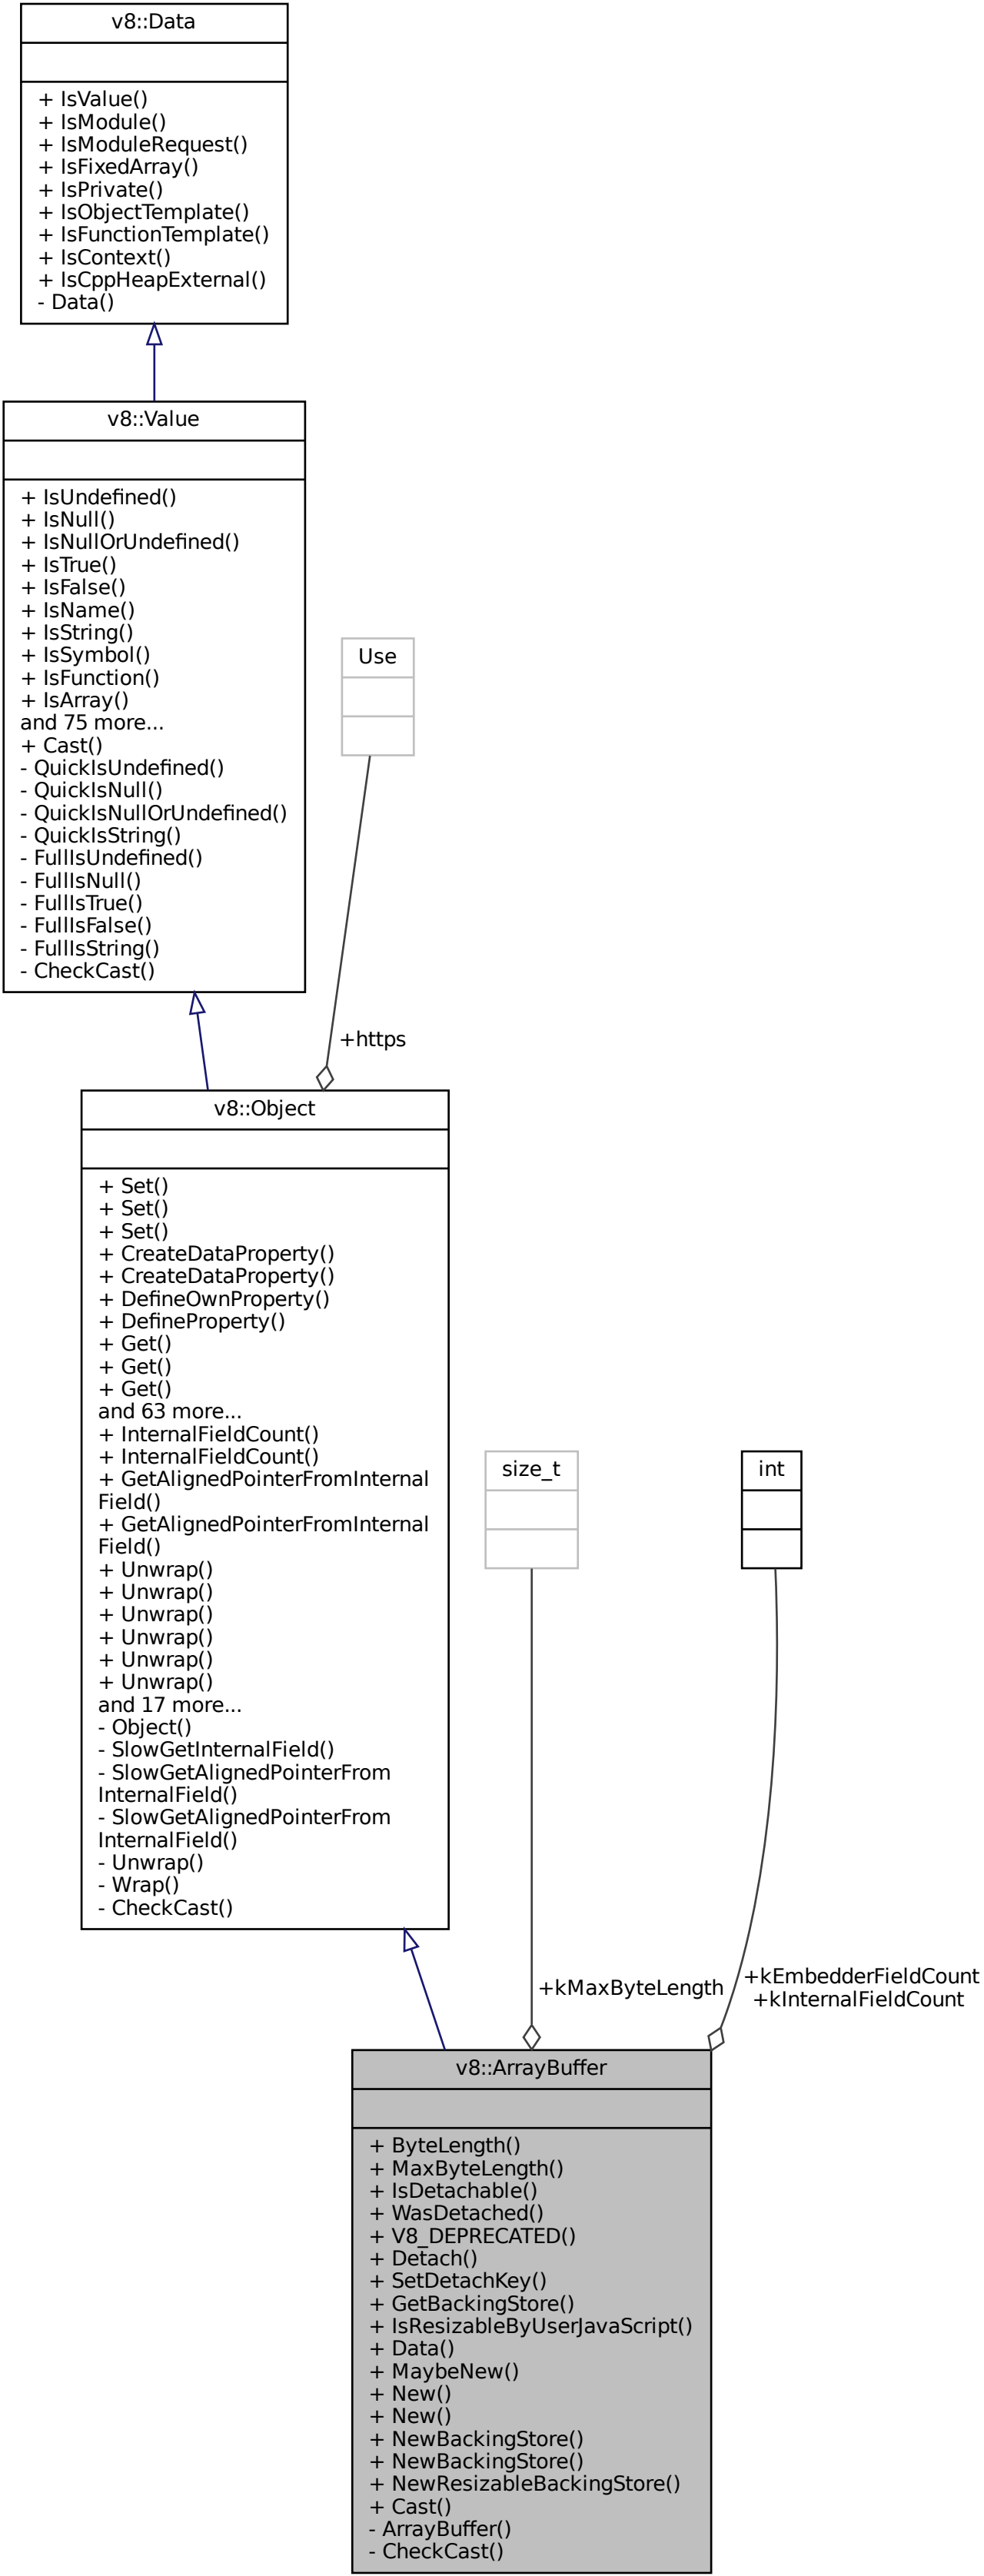 v8::Data
+ IsValue()
+ IsModule()
+ IsModuleRequest()
+ IsFixedArray()
+ IsPrivate()
+ IsObjectTemplate()
+ IsFunctionTemplate()
+ IsContext()
+ IsCppHeapExternal()
- Data()
v8::Value
+ IsUndefined()
+ IsNull()
+ IsNullOrUndefined()
+ IsTrue()
+ IsFalse()
+ IsName()
+ IsString()
+ IsSymbol()
+ IsFunction()
+ IsArray()
and 75 more...
+ Cast()
- QuickIsUndefined()
- QuickIsNull()
- QuickIsNullOrUndefined()
- QuickIsString()
- FullIsUndefined()
- FullIsNull()
- FullIsTrue()
- FullIsFalse()
- FullIsString()
- CheckCast()
Use
+https
v8::Object
+ Set()
+ Set()
+ Set()
+ CreateDataProperty()
+ CreateDataProperty()
+ DefineOwnProperty()
+ DefineProperty()
+ Get()
+ Get()
+ Get()
and 63 more...
+ InternalFieldCount()
+ InternalFieldCount()
+ GetAlignedPointerFromInternal
Field()
+ GetAlignedPointerFromInternal
Field()
+ Unwrap()
+ Unwrap()
+ Unwrap()
+ Unwrap()
+ Unwrap()
+ Unwrap()
and 17 more...
- Object()
- SlowGetInternalField()
- SlowGetAlignedPointerFrom
InternalField()
- SlowGetAlignedPointerFrom
InternalField()
- Unwrap()
- Wrap()
- CheckCast()
size_t
int
+kMaxByteLength
+kEmbedderFieldCount
+kInternalFieldCount
v8::ArrayBuffer
+ ByteLength()
+ MaxByteLength()
+ IsDetachable()
+ WasDetached()
+ V8_DEPRECATED()
+ Detach()
+ SetDetachKey()
+ GetBackingStore()
+ IsResizableByUserJavaScript()
+ Data()
+ MaybeNew()
+ New()
+ New()
+ NewBackingStore()
+ NewBackingStore()
+ NewResizableBackingStore()
+ Cast()
- ArrayBuffer()
- CheckCast()